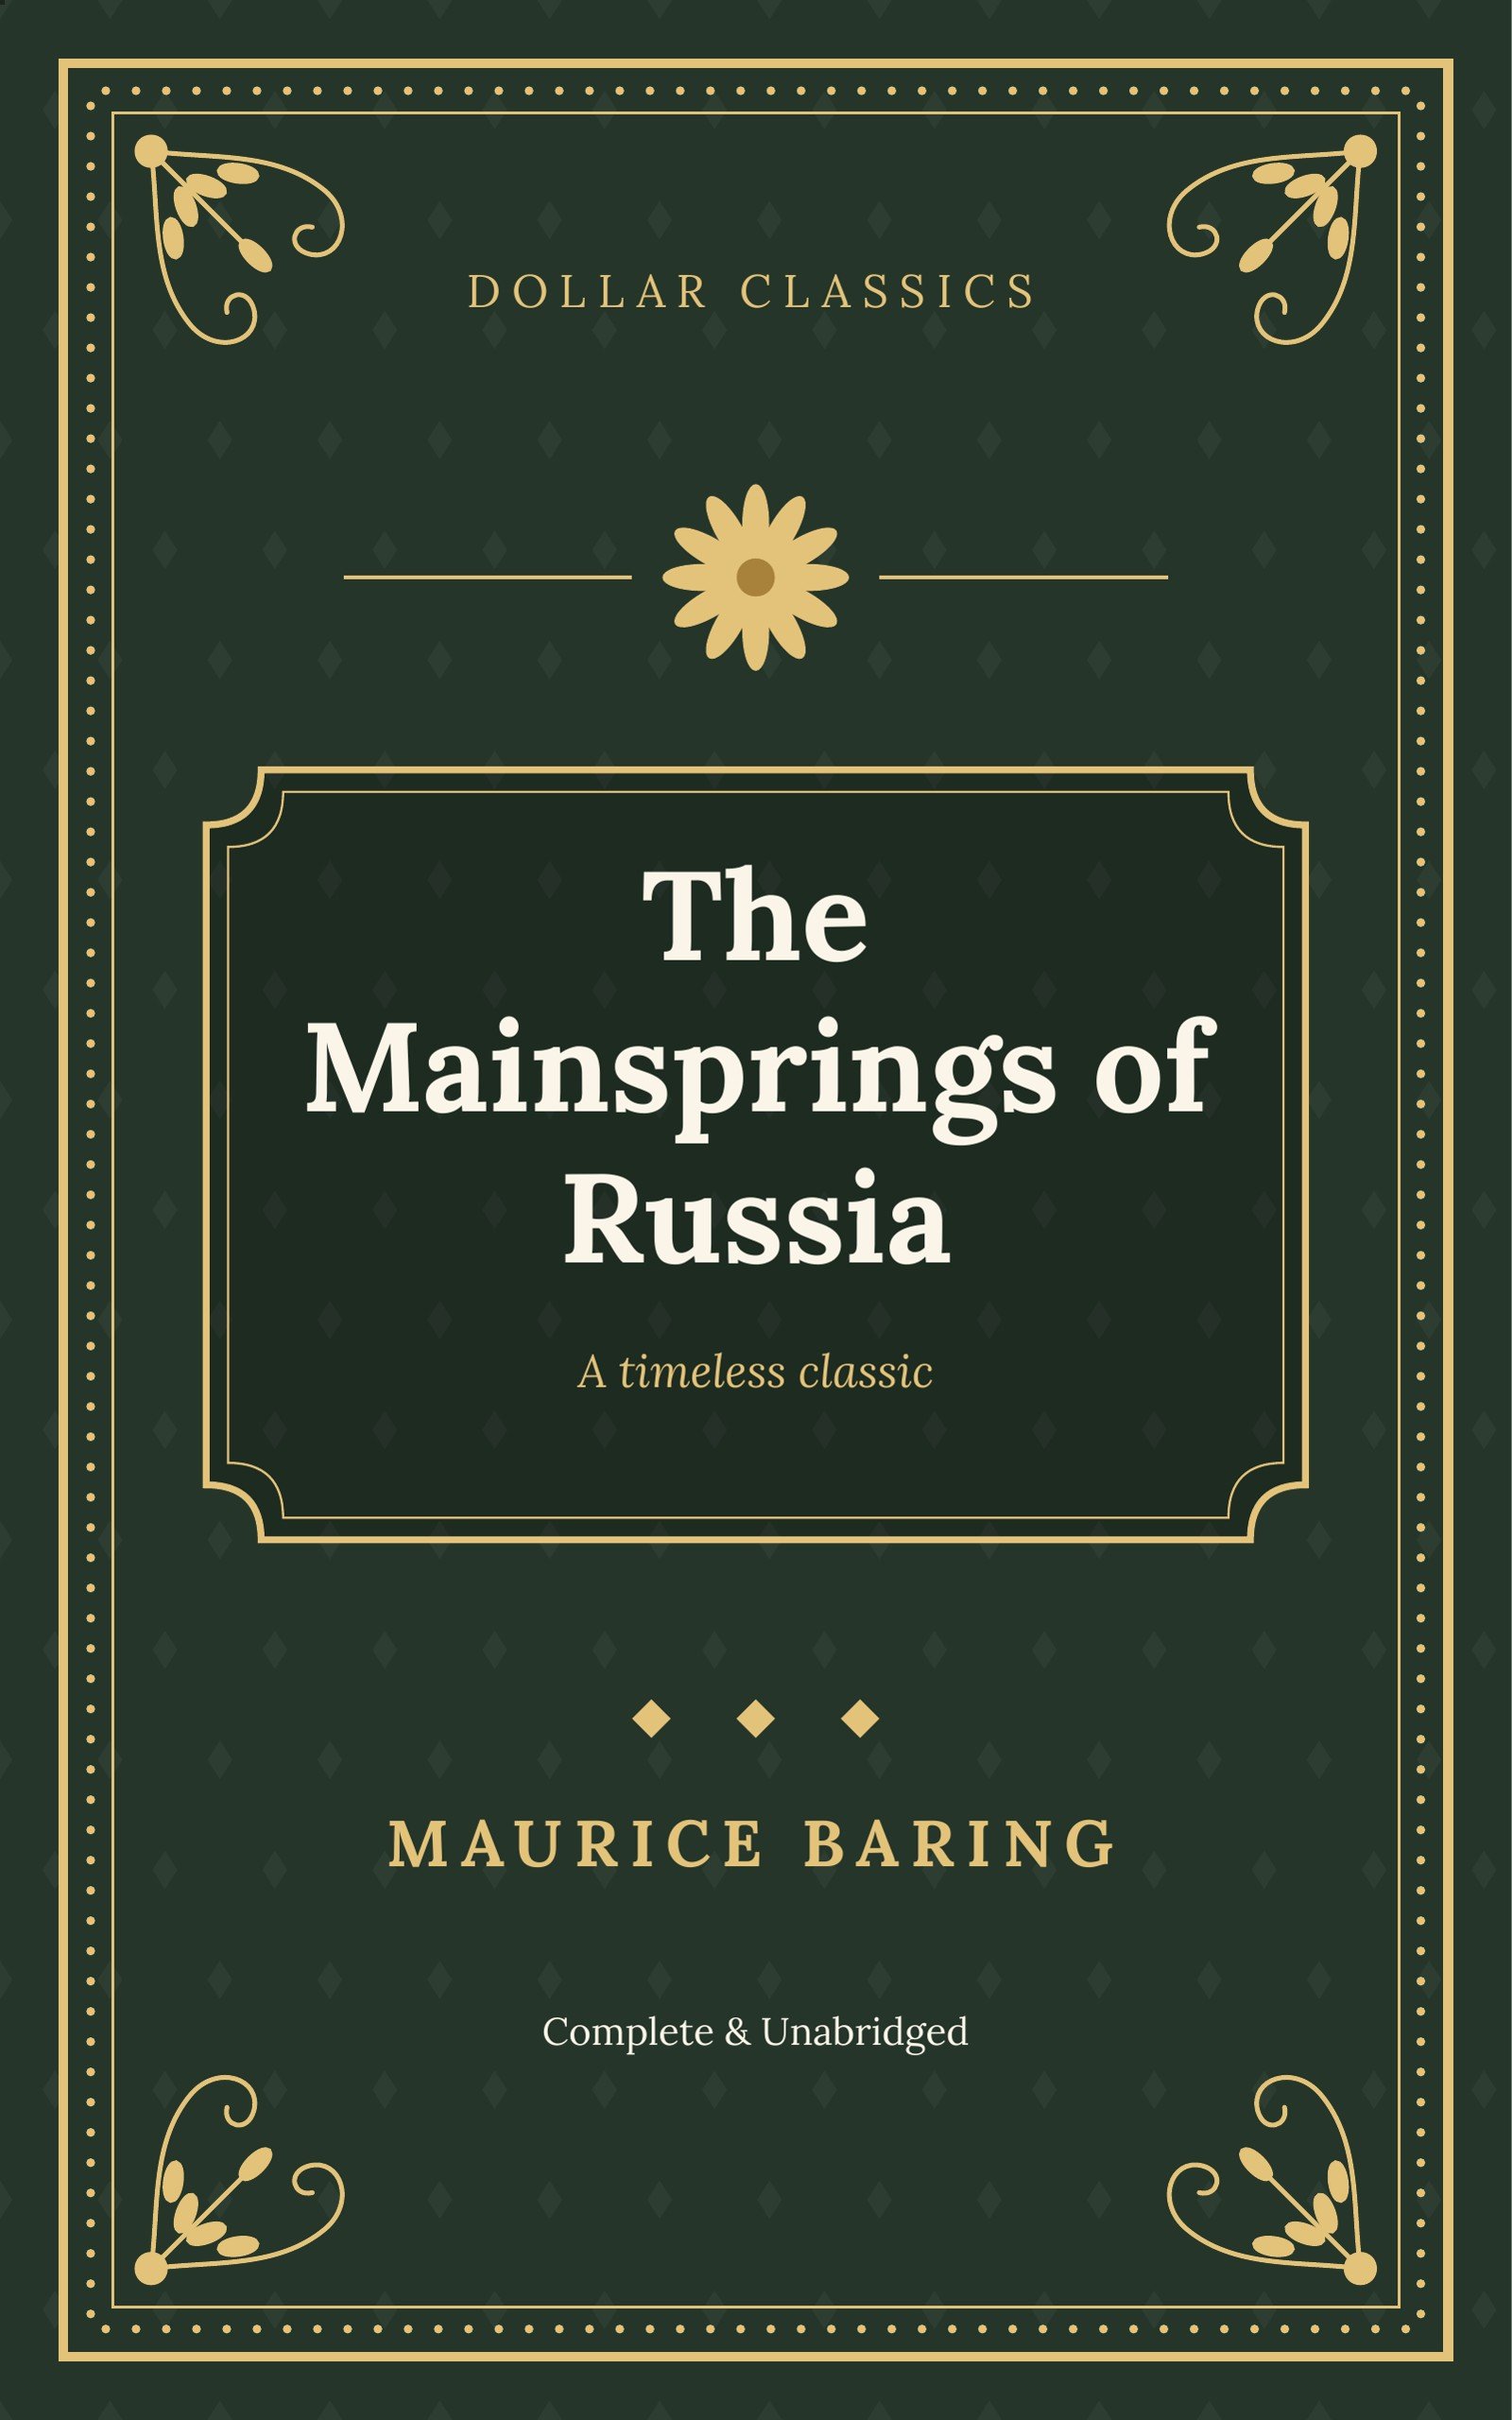 DOLLAR CLASSICS
The
Mainsprings of
Russia
A timeless classic
MAURICE BARING
Complete & Unabridged